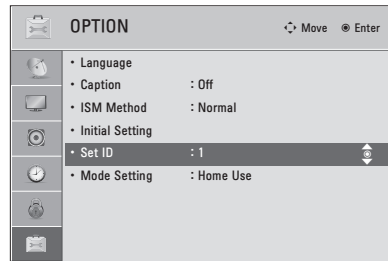 OPTION Move Enter
• Language
• Caption : Off
• ISM Method : Normal
• Initial Setting
• Set ID : 1
• Mode Setting : Home Use